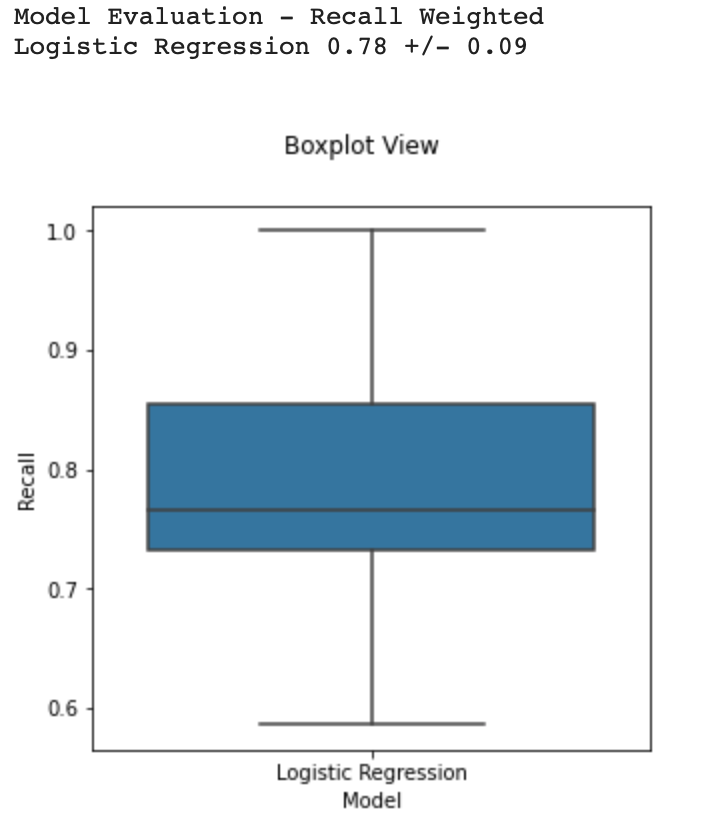 Model Evaluation - Recall Weighted
Logistic Regression 0.78 +/- 0.09
Boxplot View
1.0
0.9
0.8
0.7
0.6
Recall
Logistic Regression
Model